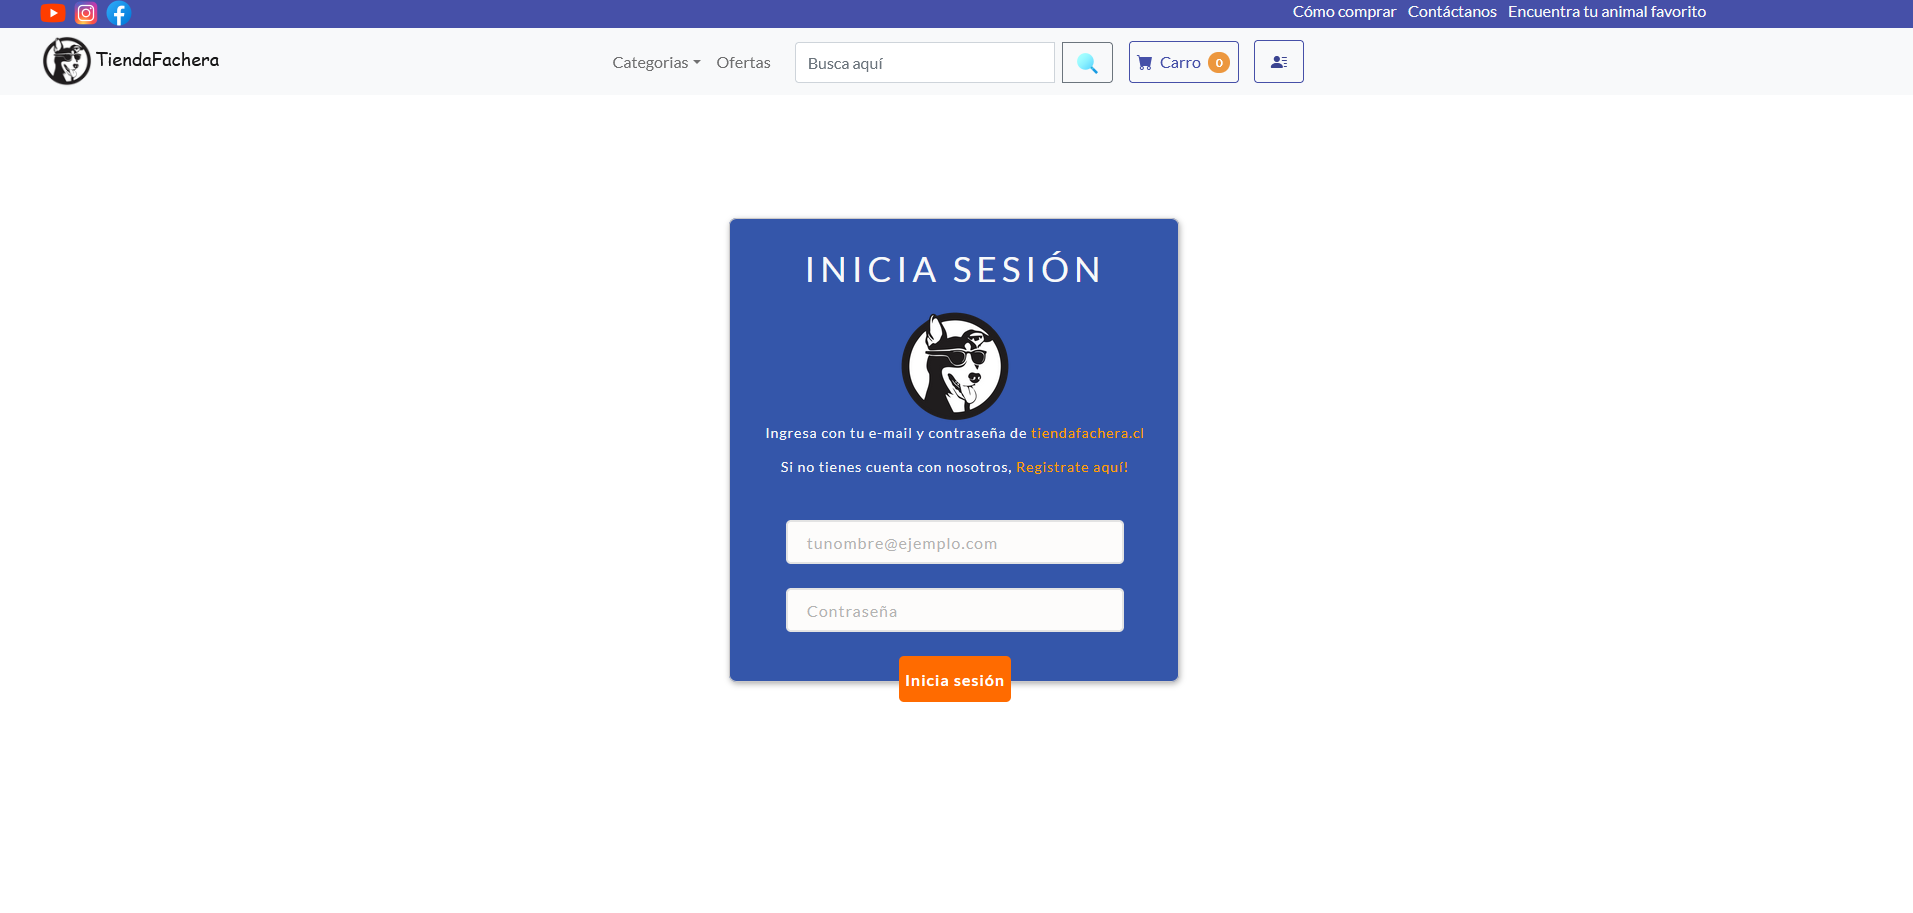 Cómo comprar Contáctanos Encuentra tu animal favorito
TiendaFachera Categorias Ofertas Busca aquí Carro 0
INICIA SESIÓN
Ingresa con tu e-mail y contraseña de tiendafachera.cl
Si no tienes cuenta con nosotros, Registrate aquí!
tunombre@ejemplo.com
Contraseña
Inicia sesión